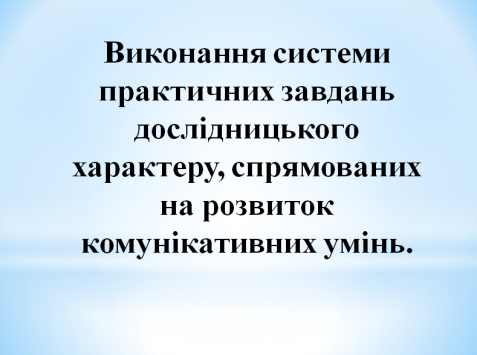 Виконання системи
практичних завдань
дослідницького
характеру, спрямованих
на розвиток
комунікативних умінь.